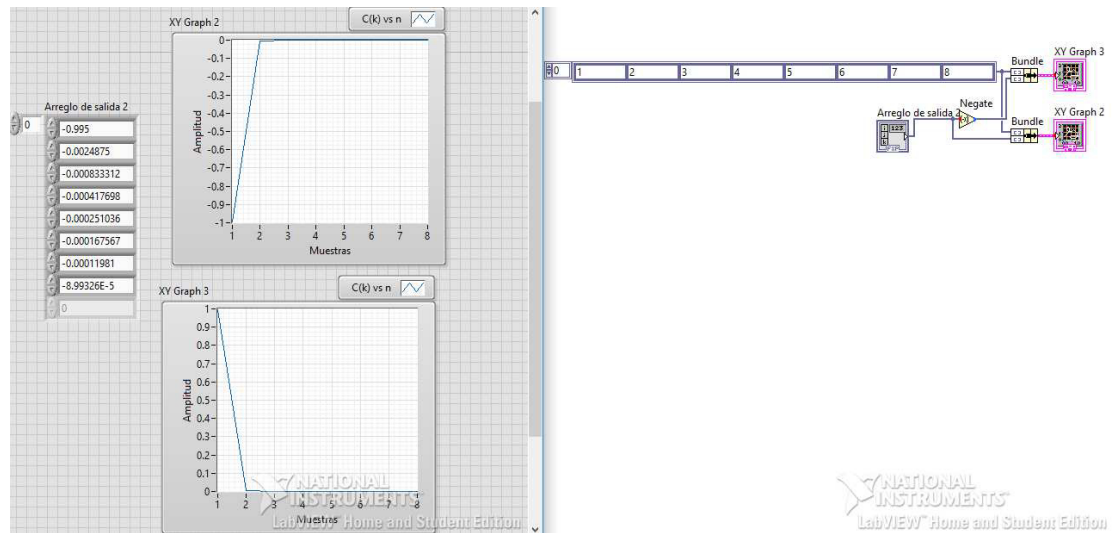 XY Graph 2
C(k) vs n
Arreglo de salida 2
0
-0.995
-0.0024875
-0.000833312
-0.000417698
-0.000251036
-0.000167567
-0.00011981
-8.99326E-5
0
Amplitud
0
-0.1
-0.2
-0.3
-0.4
-0.5
-0.6
-0.7
-0.8
-0.9
-1
1 2 3 4 5 6 7 8
Muestras
XY Graph 3
C(k) vs n
Amplitud
1
0.9
0.8
0.7
0.6
0.5
0.4
0.3
0.2
0.1
0
1 2 3 4 5 6 7 8
Muestras
NATIONAL
INSTRUMENTS
LabVIEW™ Home and Student Edition
0 1 2 3 4 5 6 7 8
Bundle
XY Graph 3
Arreglo de salida 2
123
Negate
Bundle
XY Graph 2
NATIONAL
INSTRUMENTS
LabVIEW™ Home and Student Edition